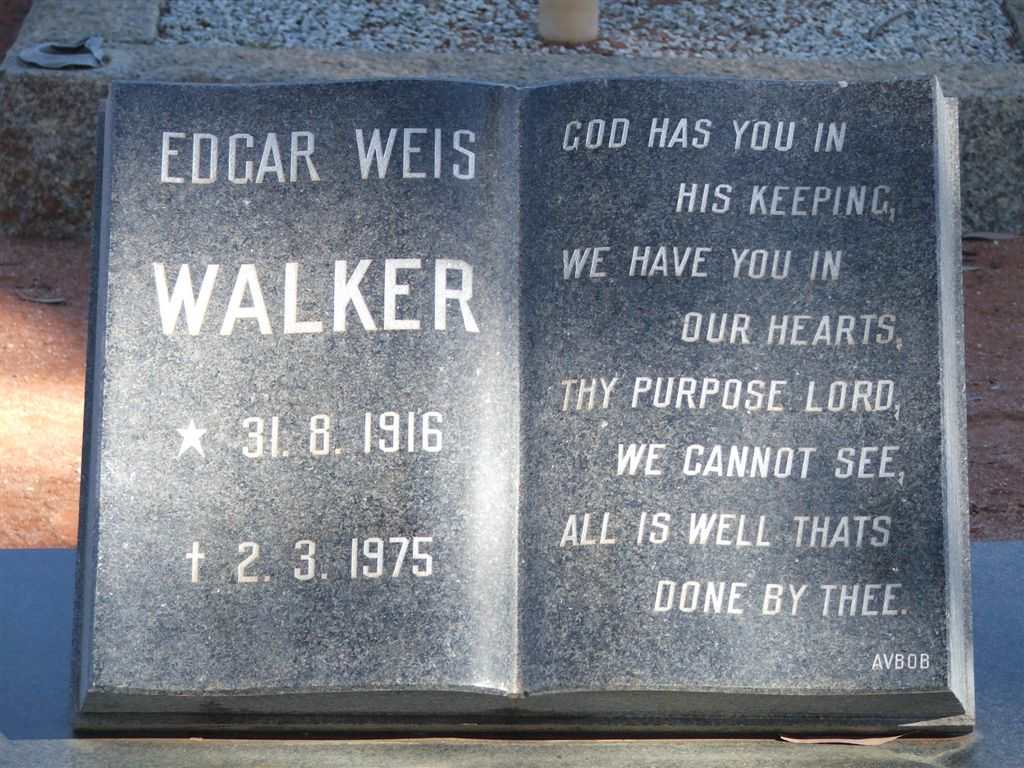 EDGAR WEIS
WALKER
★ 31. 8. 1916
† 2. 3. 1975
GOD HAS YOU IN
HIS KEEPING,
WE HAVE YOU IN
OUR HEARTS,
THY PURPOSE LORD,
WE CANNOT SEE,
ALL IS WELL THATS
DONE BY THEE.
AVBOB